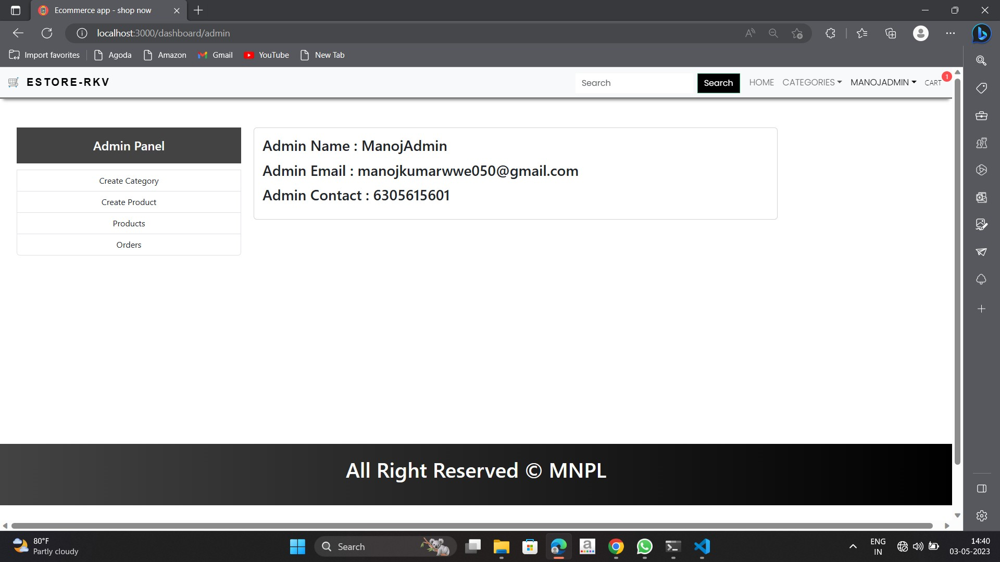 Ecommerce app - shop now
localhost:3000/dashboard/admin
Import favorites
Agoda
Amazon
Gmail
YouTube
New Tab
ESTORE-RKV
Search
Search
HOME
CATEGORIES
MANOJADMIN
CART
1
Admin Panel
Create Category
Create Product
Products
Orders
Admin Name : ManojAdmin
Admin Email : manojkumarwwe050@gmail.com
Admin Contact : 6305615601
All Right Reserved © MNPL
80°F
Partly cloudy
Search
ENG
IN
14:40
03-05-2023